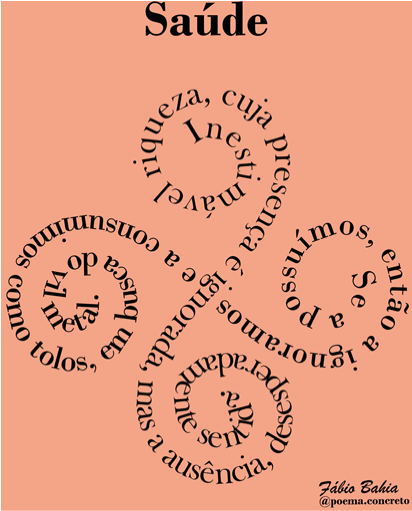 Saúde
Inestimável riqueza, cuja presença é ignorada, mas a ausência, desesperadamente sentida.
Se a possuímos, então a ignoramos e a consumimos como tolos, em busca do vil metal.
Fábio Bahia
@poema.concreto